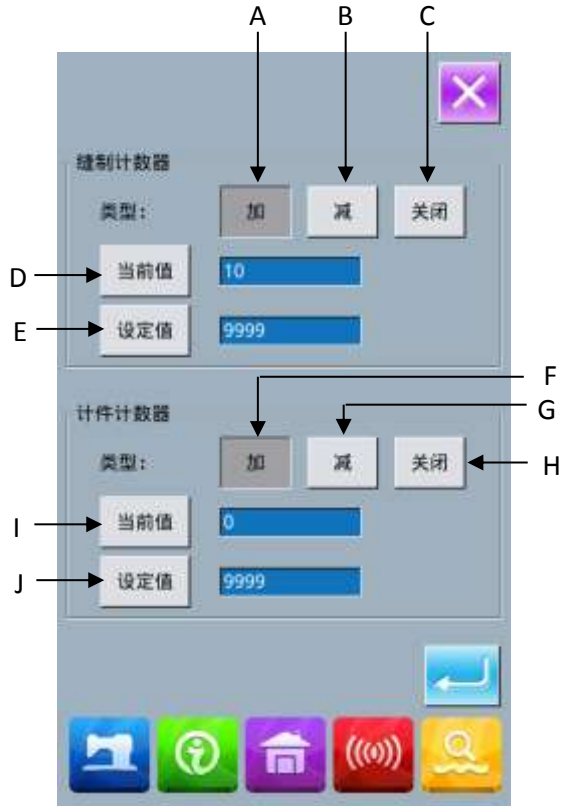 A B C
缝制计数器
类型: 加 减 关闭
D 当前值 10
E 设定值 9999
F
G
计件计数器
类型: 加 减 关闭 H
I 当前值 0
J 设定值 9999